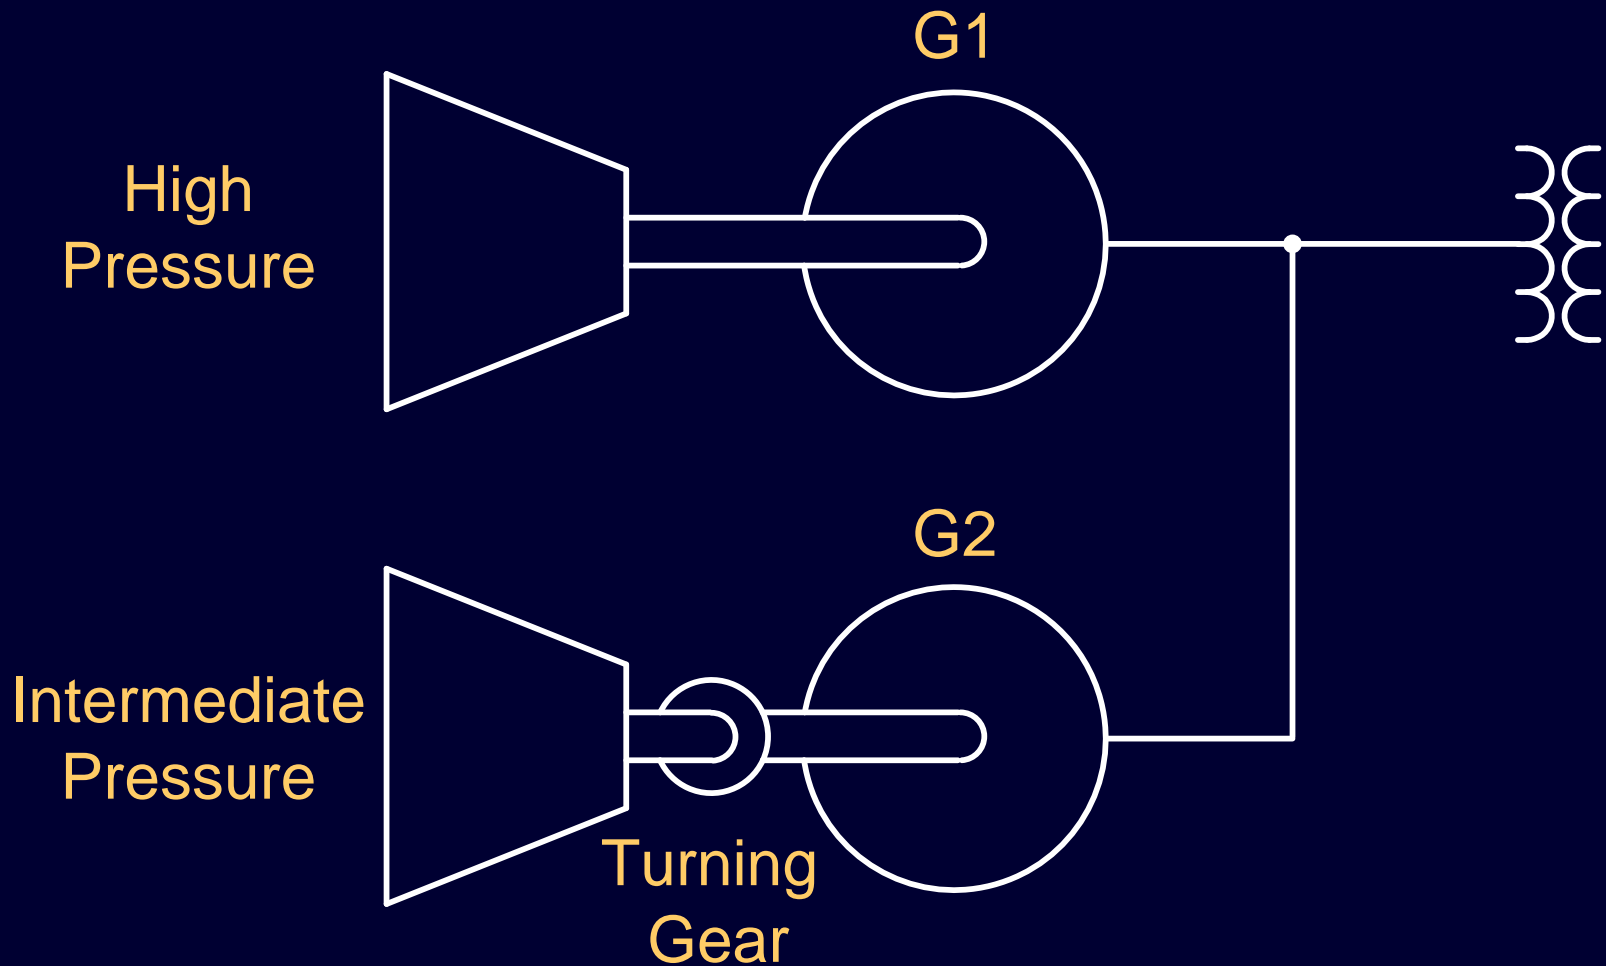 G1
High
Pressure
G2
Intermediate
Pressure
Turning
Gear